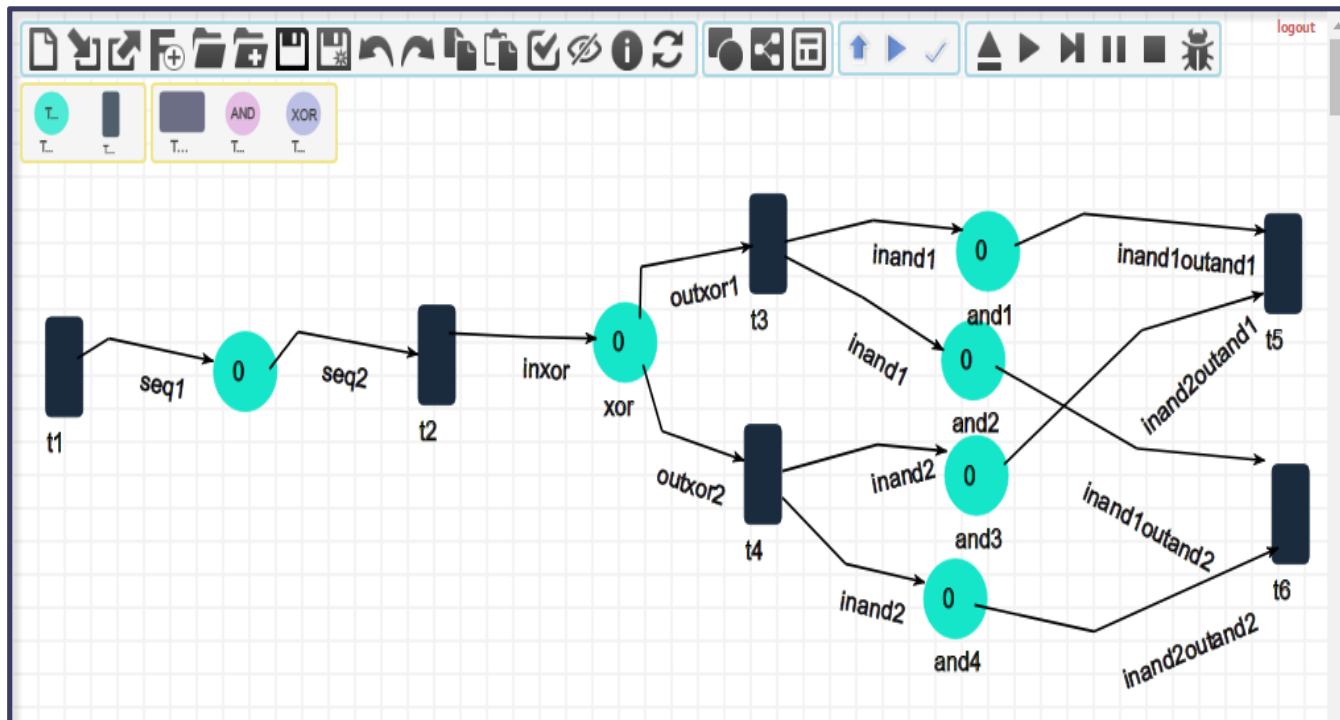 logout
T... AND XOR
T... T... T... T... T...
t1
seq1
0
seq2
t2
inxor
0
xor
outxor1
t3
outxor2
t4
inand1
0
and1
inand1
0
and2
inand2
0
and3
inand2
0
and4
inand1outand1
inand2outand1
t5
inand1outand2
inand2outand2
t6